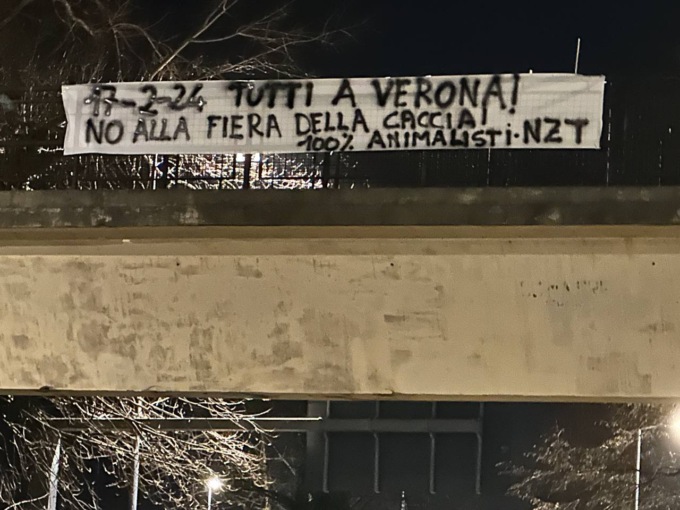 17-2-24 TUTTI A VERONA!
NO ALLA FIERA DELLA CACCIA!
100% ANIMALISTI·NZT